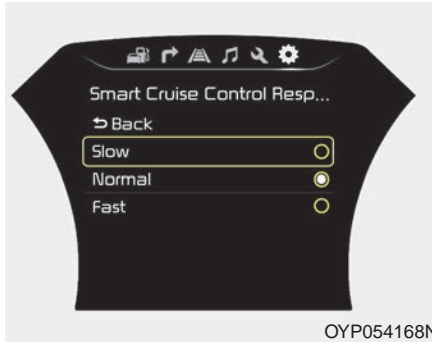 Smart Cruise Control Resp...
Back
Slow
Normal
Fast
OYP054168N